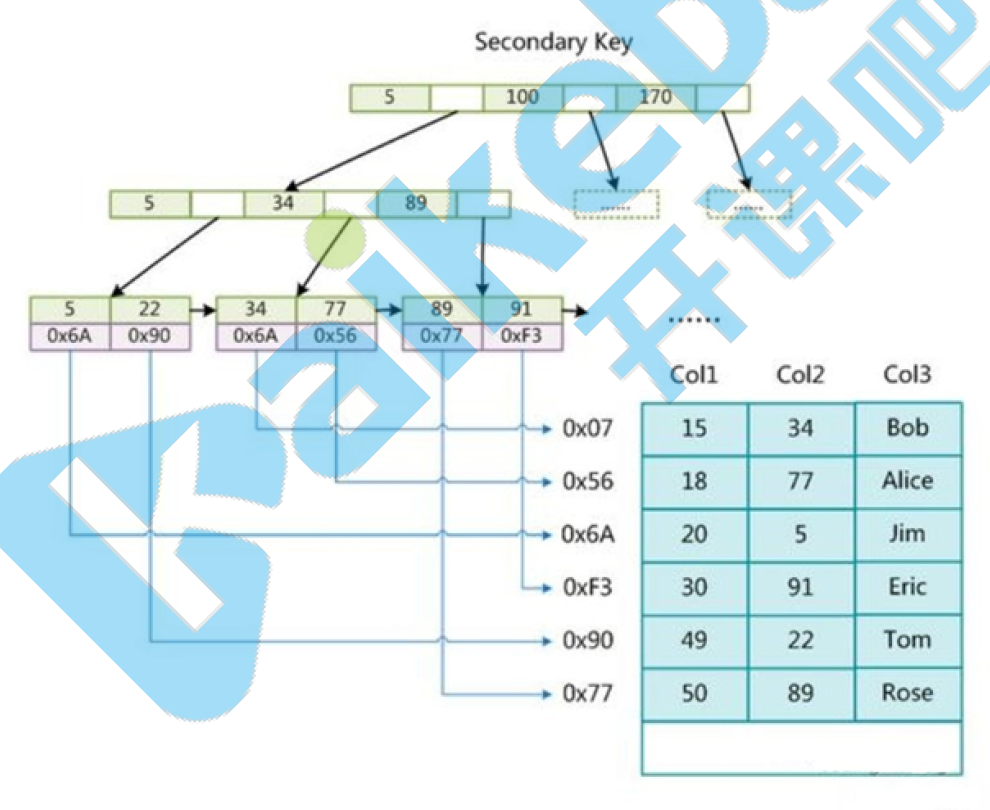 Secondary Key
5 100 170
5 34 89
...... ......
5 22 34 77 89 91
0x6A 0x90 0x6A 0x56 0x77 0xF3
......
Col1 Col2 Col3
0x07 15 34 Bob
0x56 18 77 Alice
0x6A 20 5 Jim
0xF3 30 91 Eric
0x90 49 22 Tom
0x77 50 89 Rose
KaikeBa
开课吧